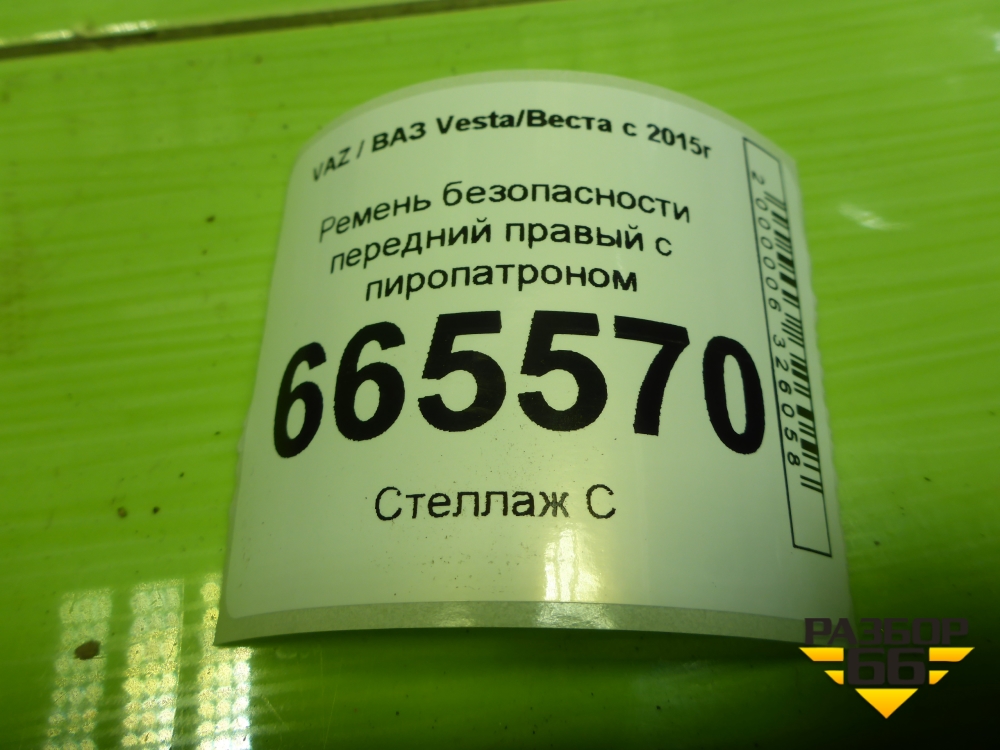 VAZ / ВАЗ Vesta/Веста с 2015г
Ремень безопасности
передний правый с
пиропатроном
665570
Стеллаж С
2000006326058
РАЗБОР
66